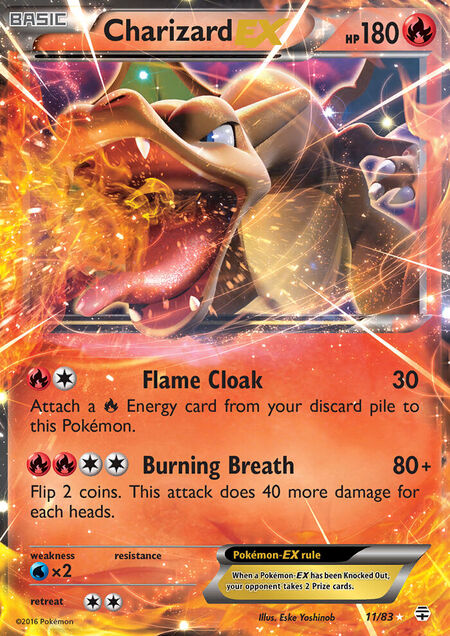 BASIC
Charizard EX
HP 180
Flame Cloak 30
Attach a Energy card from your discard pile to
this Pokémon.
Burning Breath 80+
Flip 2 coins. This attack does 40 more damage for
each heads.
weakness resistance
×2
Pokémon-EX rule
When a Pokémon-EX has been Knocked Out,
your opponent takes 2 Prize cards.
retreat
©2016 Pokémon
Illus. Eske Yoshinob
11/83